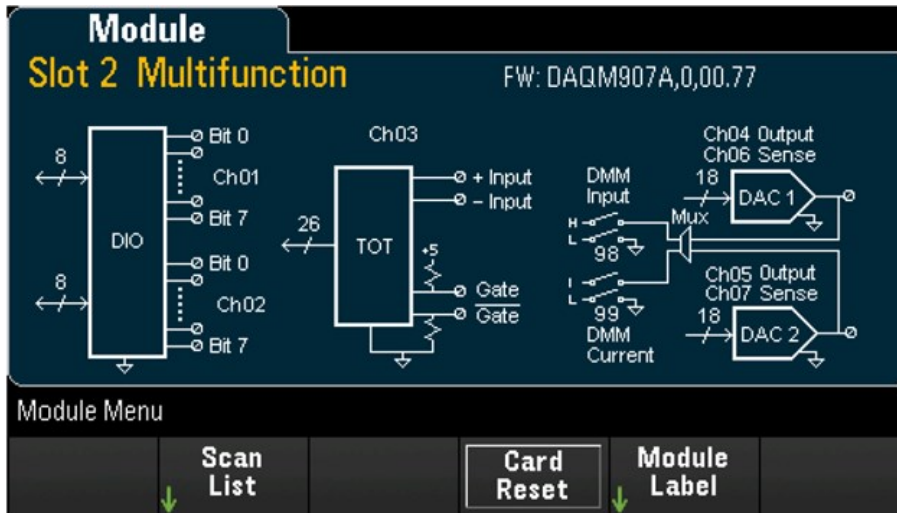 Module
Slot 2 Multifunction
FW: DAQM907A,0,00.77
8
DIO
Bit 0
Ch01
Bit 7
8
Bit 0
Ch02
Bit 7
Ch03
26
TOT
+ Input
- Input
+5
Gate
Gate
DMM
Input
H
L
98
I
L
99
DMM
Current
Mux
Ch04 Output
Ch06 Sense
18
DAC 1
Ch05 Output
Ch07 Sense
18
DAC 2
Module Menu
Scan
List
Card
Reset
Module
Label